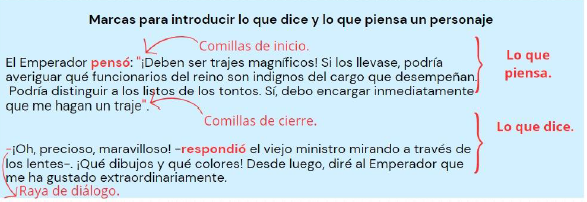 Marcas para introducir lo que dice y lo que piensa un personaje
Comillas de inicio.
El Emperador pensó: "¡Deben ser trajes magníficos! Si los llevase, podría
averiguar qué funcionarios del reino son indignos del cargo que desempeñan.
Podría distinguir a los listos de los tontos. Sí, debo encargar inmediatamente
que me hagan un traje".
Lo que
piensa.
Comillas de cierre.
Lo que dice.
-¡Oh, precioso, maravilloso! -respondió el viejo ministro mirando a través de
los lentes-. ¡Qué dibujos y qué colores! Desde luego, diré al Emperador que
me ha gustado extraordinariamente.
¡Raya de diálogo.